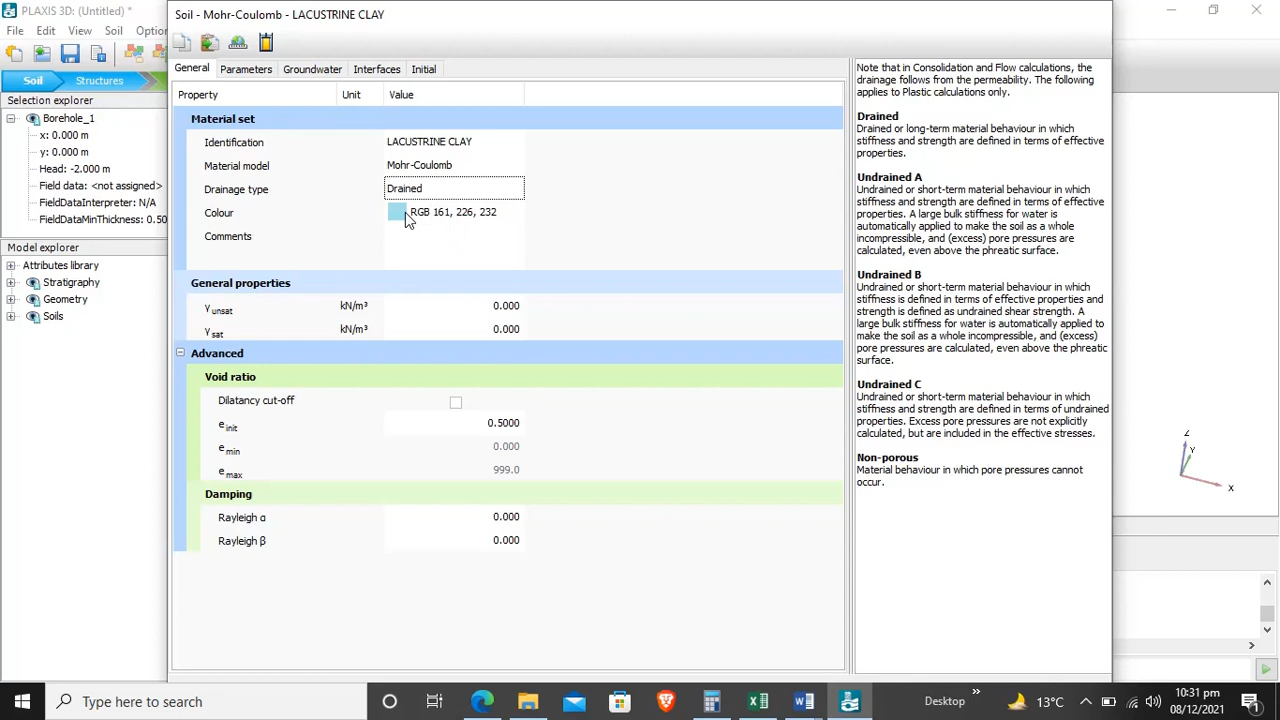 PLAXIS 3D: (Untitled) *
File Edit View Soil Optio
Soil Structures
Selection explorer
Borehole_1
x: 0.000 m
y: 0.000 m
Head: -2.000 m
Field data: <not assigned>
FieldDataInterpreter: N/A
FieldDataMinThickness: 0.50
Model explorer
Attributes library
Stratigraphy
Geometry
Soils
Soil - Mohr-Coulomb - LACUSTRINE CLAY
General Parameters Groundwater Interfaces Initial
Property Unit Value
Material set
Identification LACUSTRINE CLAY
Material model Mohr-Coulomb
Drainage type Drained
Colour RGB 161, 226, 232
Comments
General properties
γ unsat kN/m³ 0.000
γ sat kN/m³ 0.000
Advanced
Void ratio
Dilatancy cut-off
e init 0.5000
e min 0.000
e max 999.0
Damping
Rayleigh α 0.000
Rayleigh β 0.000
Note that in Consolidation and Flow calculations, the
drainage follows from the permeability. The following
applies to Plastic calculations only.
Drained
Drained or long-term material behaviour in which
stiffness and strength are defined in terms of effective
properties.
Undrained A
Undrained or short-term material behaviour in which
stiffness and strength are defined in terms of effective
properties. A large bulk stiffness for water is
automatically applied to make the soil as a whole
incompressible, and (excess) pore pressures are
calculated, even above the phreatic surface.
Undrained B
Undrained or short-term material behaviour in which
stiffness is defined in terms of effective properties and
strength is defined as undrained shear strength. A
large bulk stiffness for water is automatically applied to
make the soil as a whole incompressible, and (excess)
pore pressures are calculated, even above the phreatic
surface.
Undrained C
Undrained or short-term material behaviour in which
stiffness and strength are defined in terms of undrained
properties. Excess pore pressures are not explicitly
calculated, but are included in the effective stresses.
Non-porous
Material behaviour in which pore pressures cannot
occur.
Z
Y
X
Type here to search
Desktop
13°C
10:31 pm
08/12/2021
1